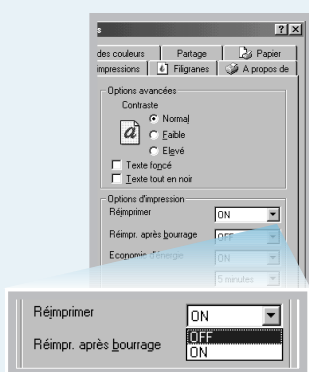 s
? X
des couleurs Partage Papier
impressions Filigranes A propos de
Options avancées
Contraste
a Normal
Faible
Elevé
Texte foncé
Texte tout en noir
Options d'impression
Réimprimer ON
Réimpr. après bourrage OFF
Economie d'énergie ON
5 minutes
Réimprimer ON
OFF
Réimpr. après bourrage ON